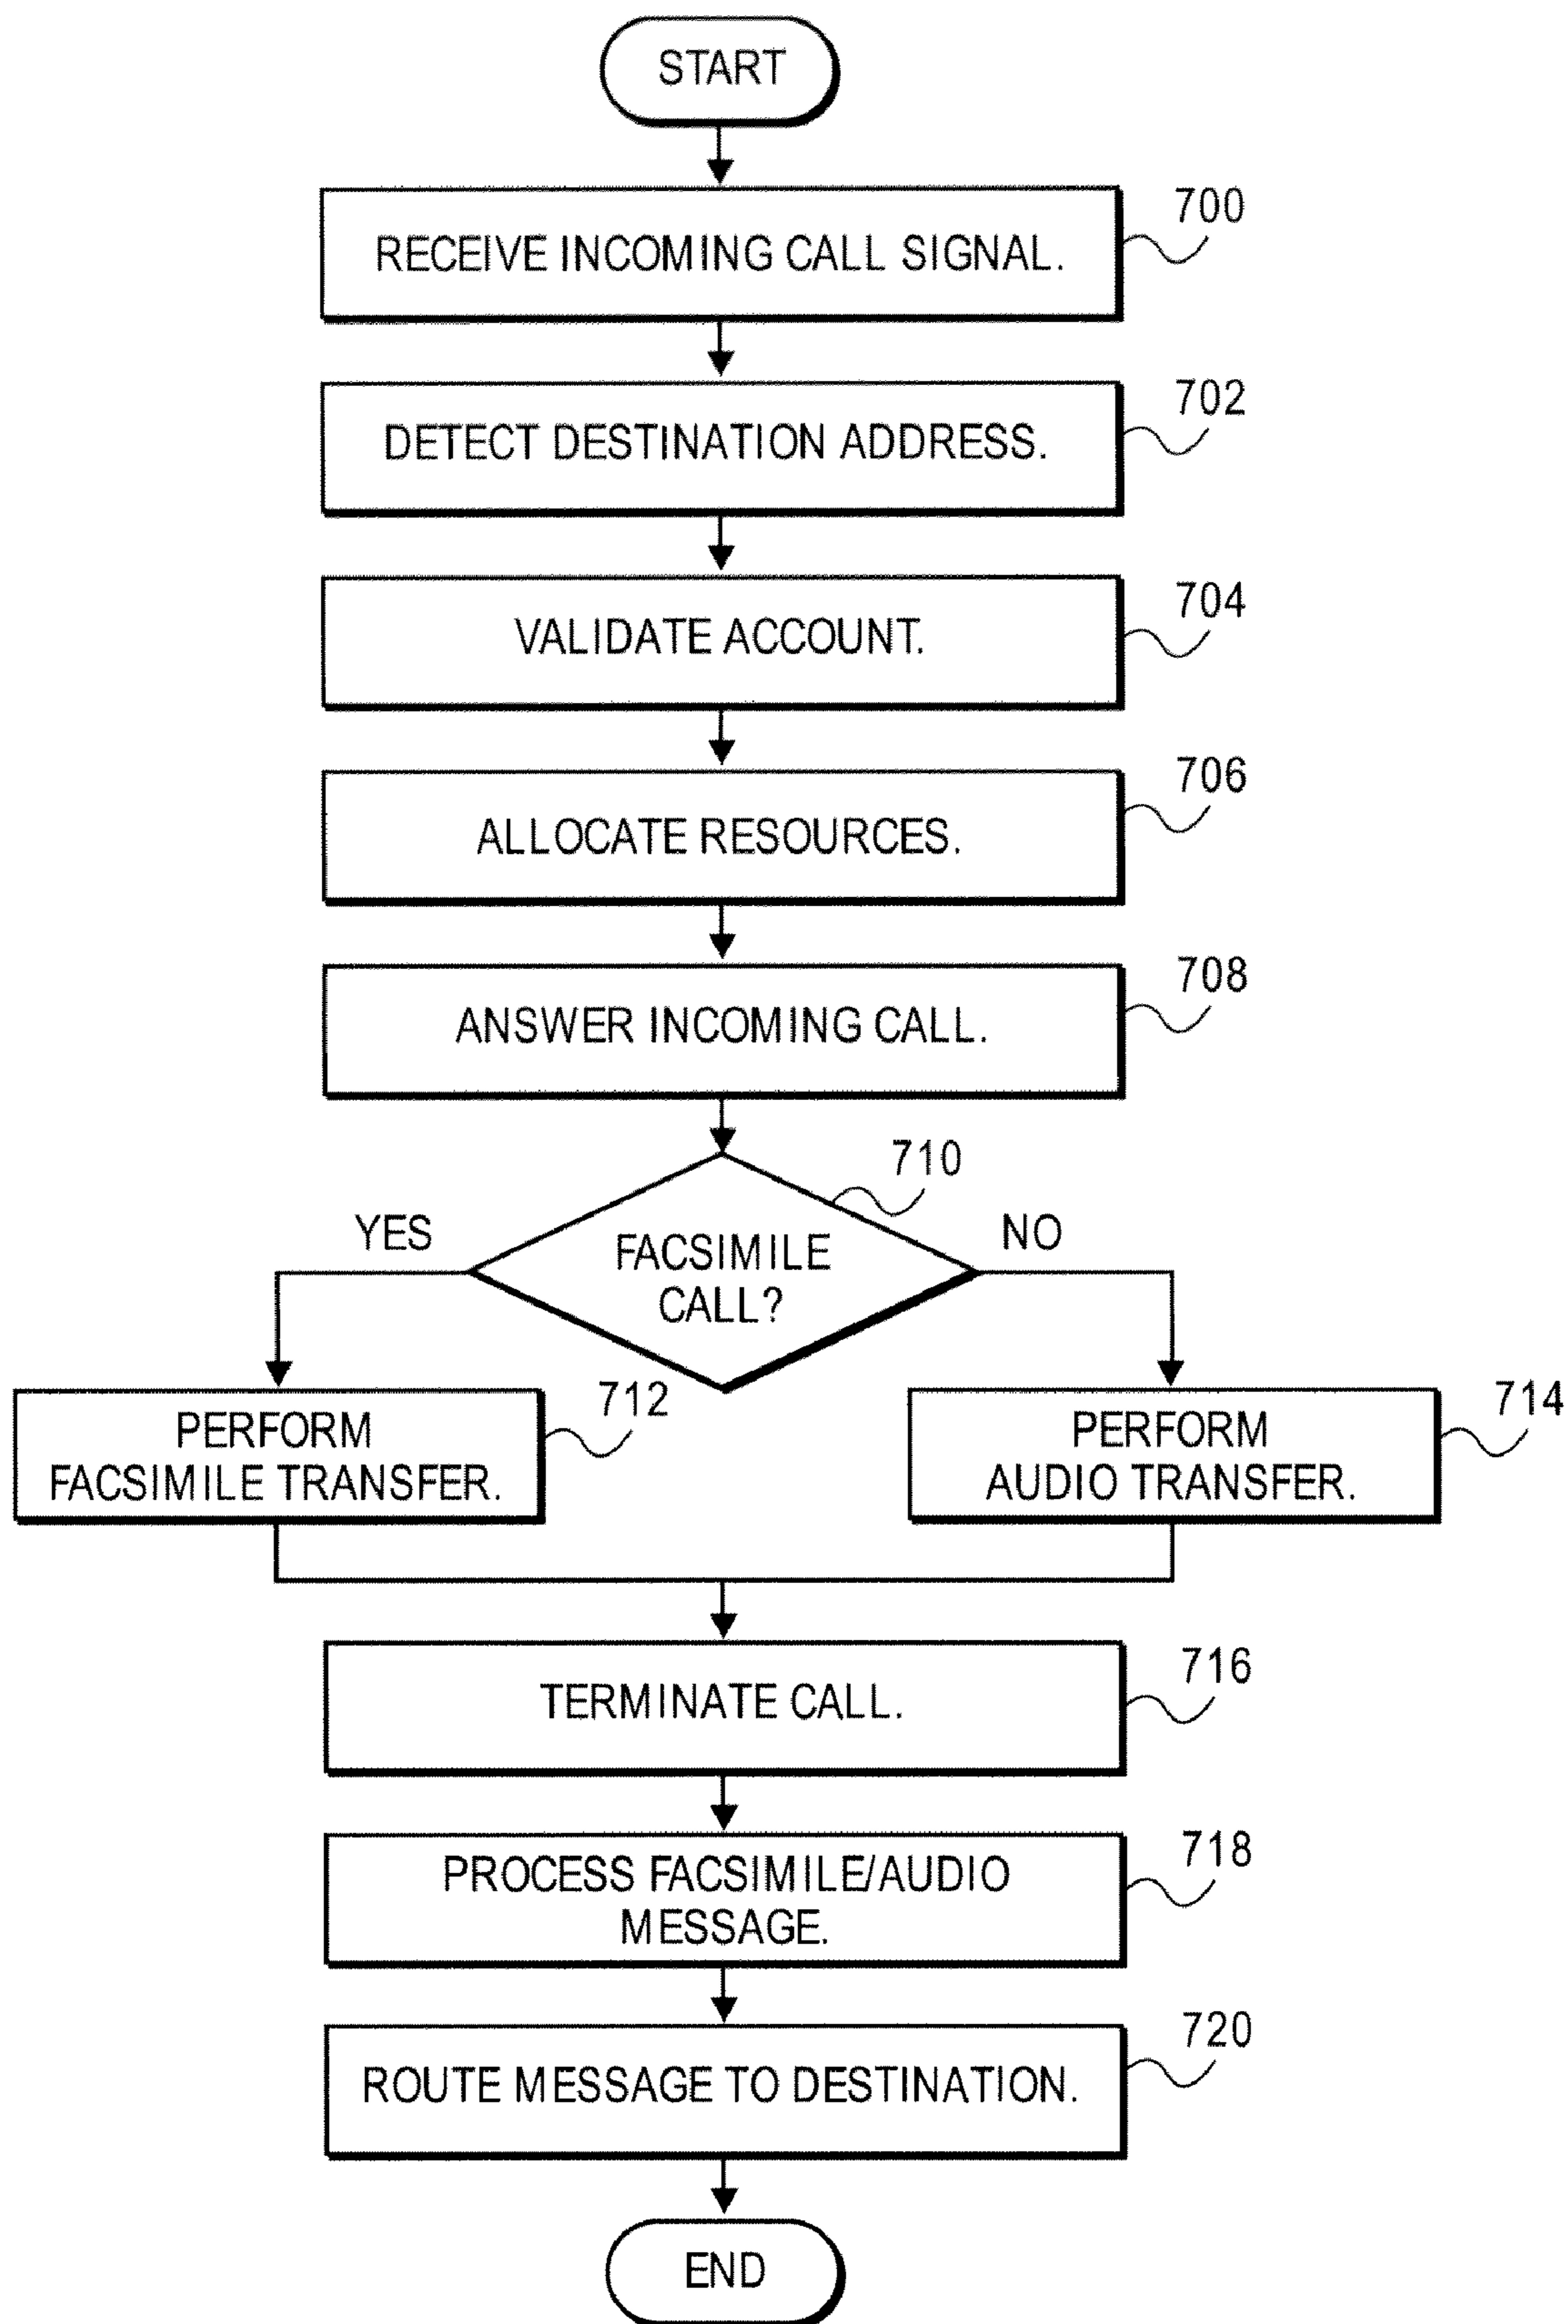 START
700
RECEIVE INCOMING CALL SIGNAL.
702
DETECT DESTINATION ADDRESS.
704
VALIDATE ACCOUNT.
706
ALLOCATE RESOURCES.
708
ANSWER INCOMING CALL.
710
YES
NO
FACSIMILE
CALL?
712
PERFORM
FACSIMILE TRANSFER.
714
PERFORM
AUDIO TRANSFER.
716
TERMINATE CALL.
718
PROCESS FACSIMILE/AUDIO
MESSAGE.
720
ROUTE MESSAGE TO DESTINATION.
END